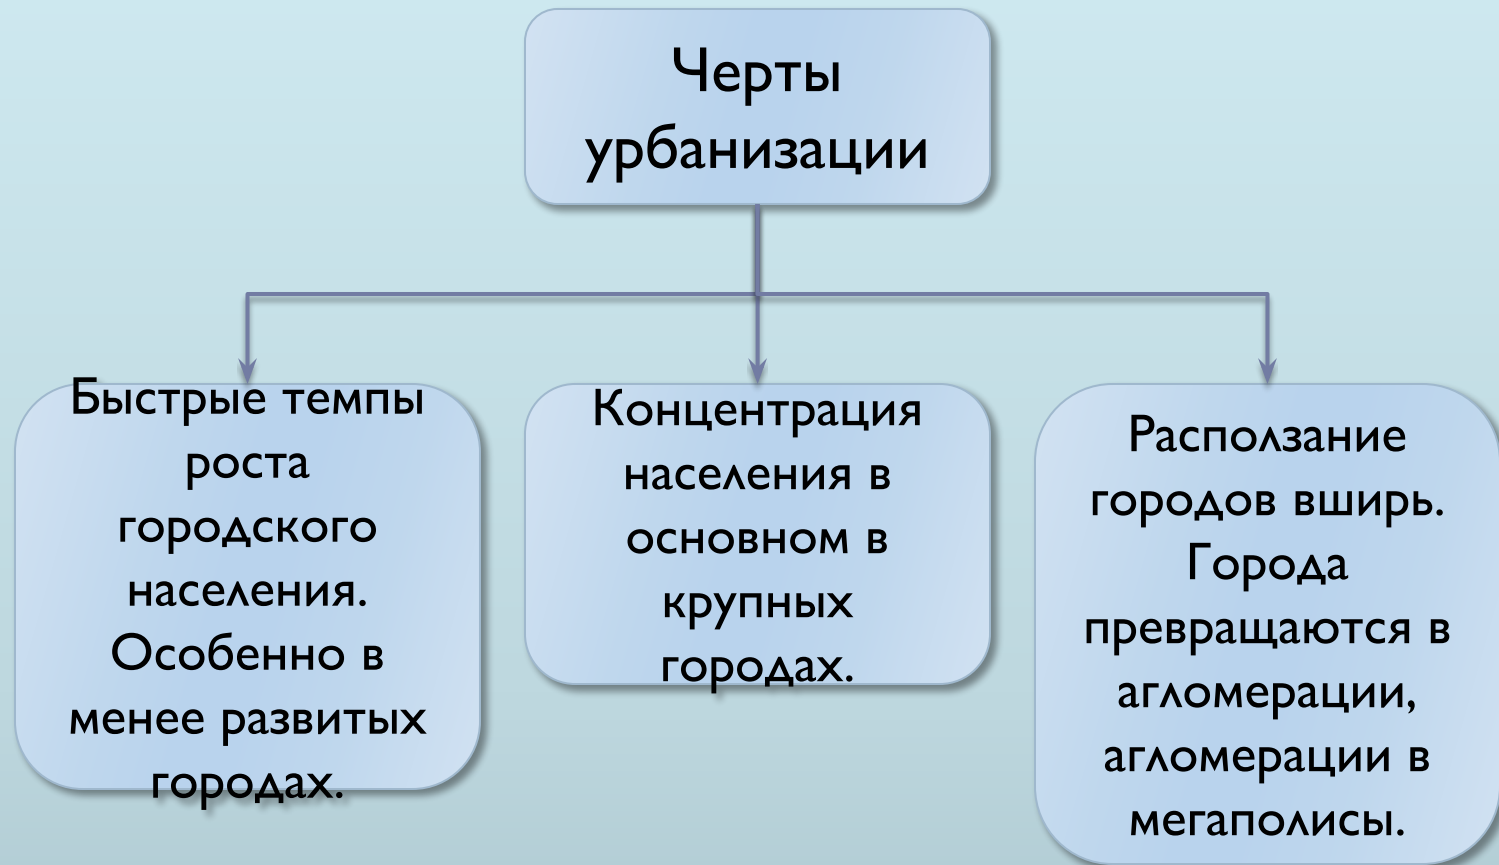 Черты
урбанизации
Быстрые темпы
роста
городского
населения.
Особенно в
менее развитых
городах.
Концентрация
населения в
основном в
крупных
городах.
Расползание
городов вширь.
Города
превращаются в
агломерации,
агломерации в
мегаполисы.